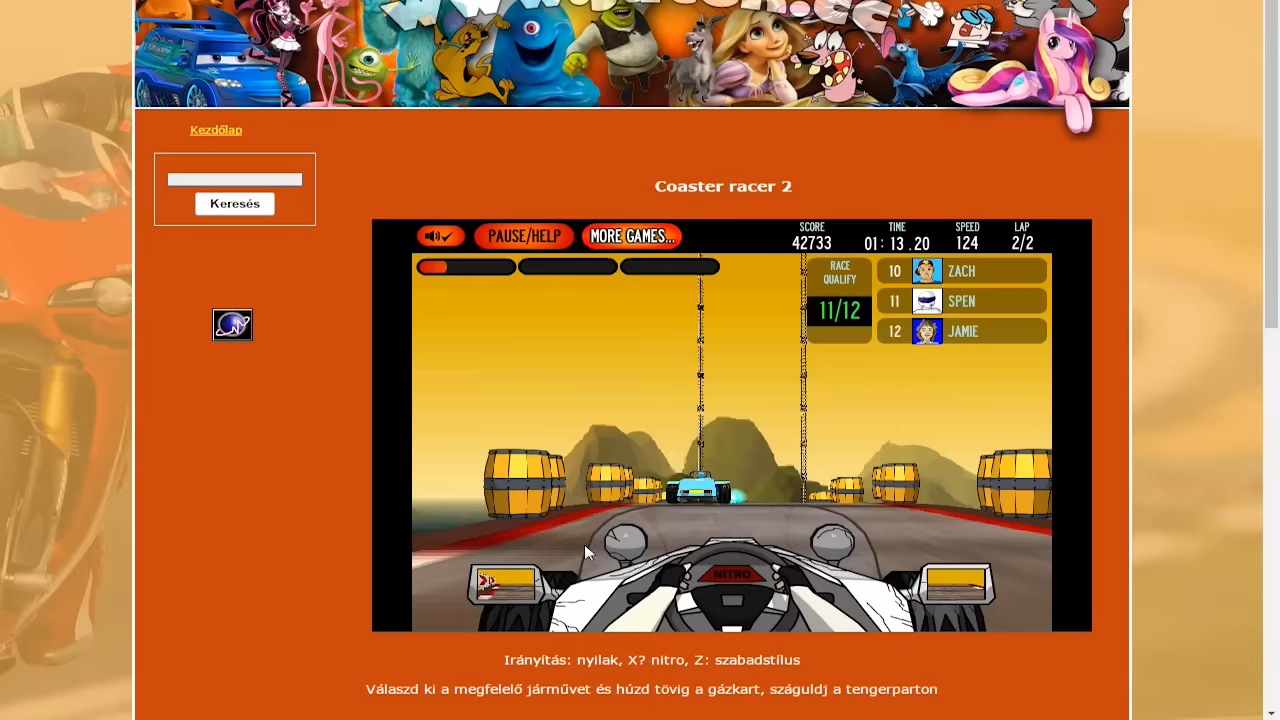 Kezdőlap
Keresés
Coaster racer 2
PAUSE/HELP
MORE GAMES...
SCORE
42733
TIME
01: 13 .20
SPEED
124
LAP
2/2
RACE
QUALIFY
11/12
10 ZACH
11 SPEN
12 JAMIE
NITRO
Irányítás: nyilak, X? nitro, Z: szabadstílus
Válaszd ki a megfelelő járművet és húzd tövig a gázkart, száguldj a tengerparton